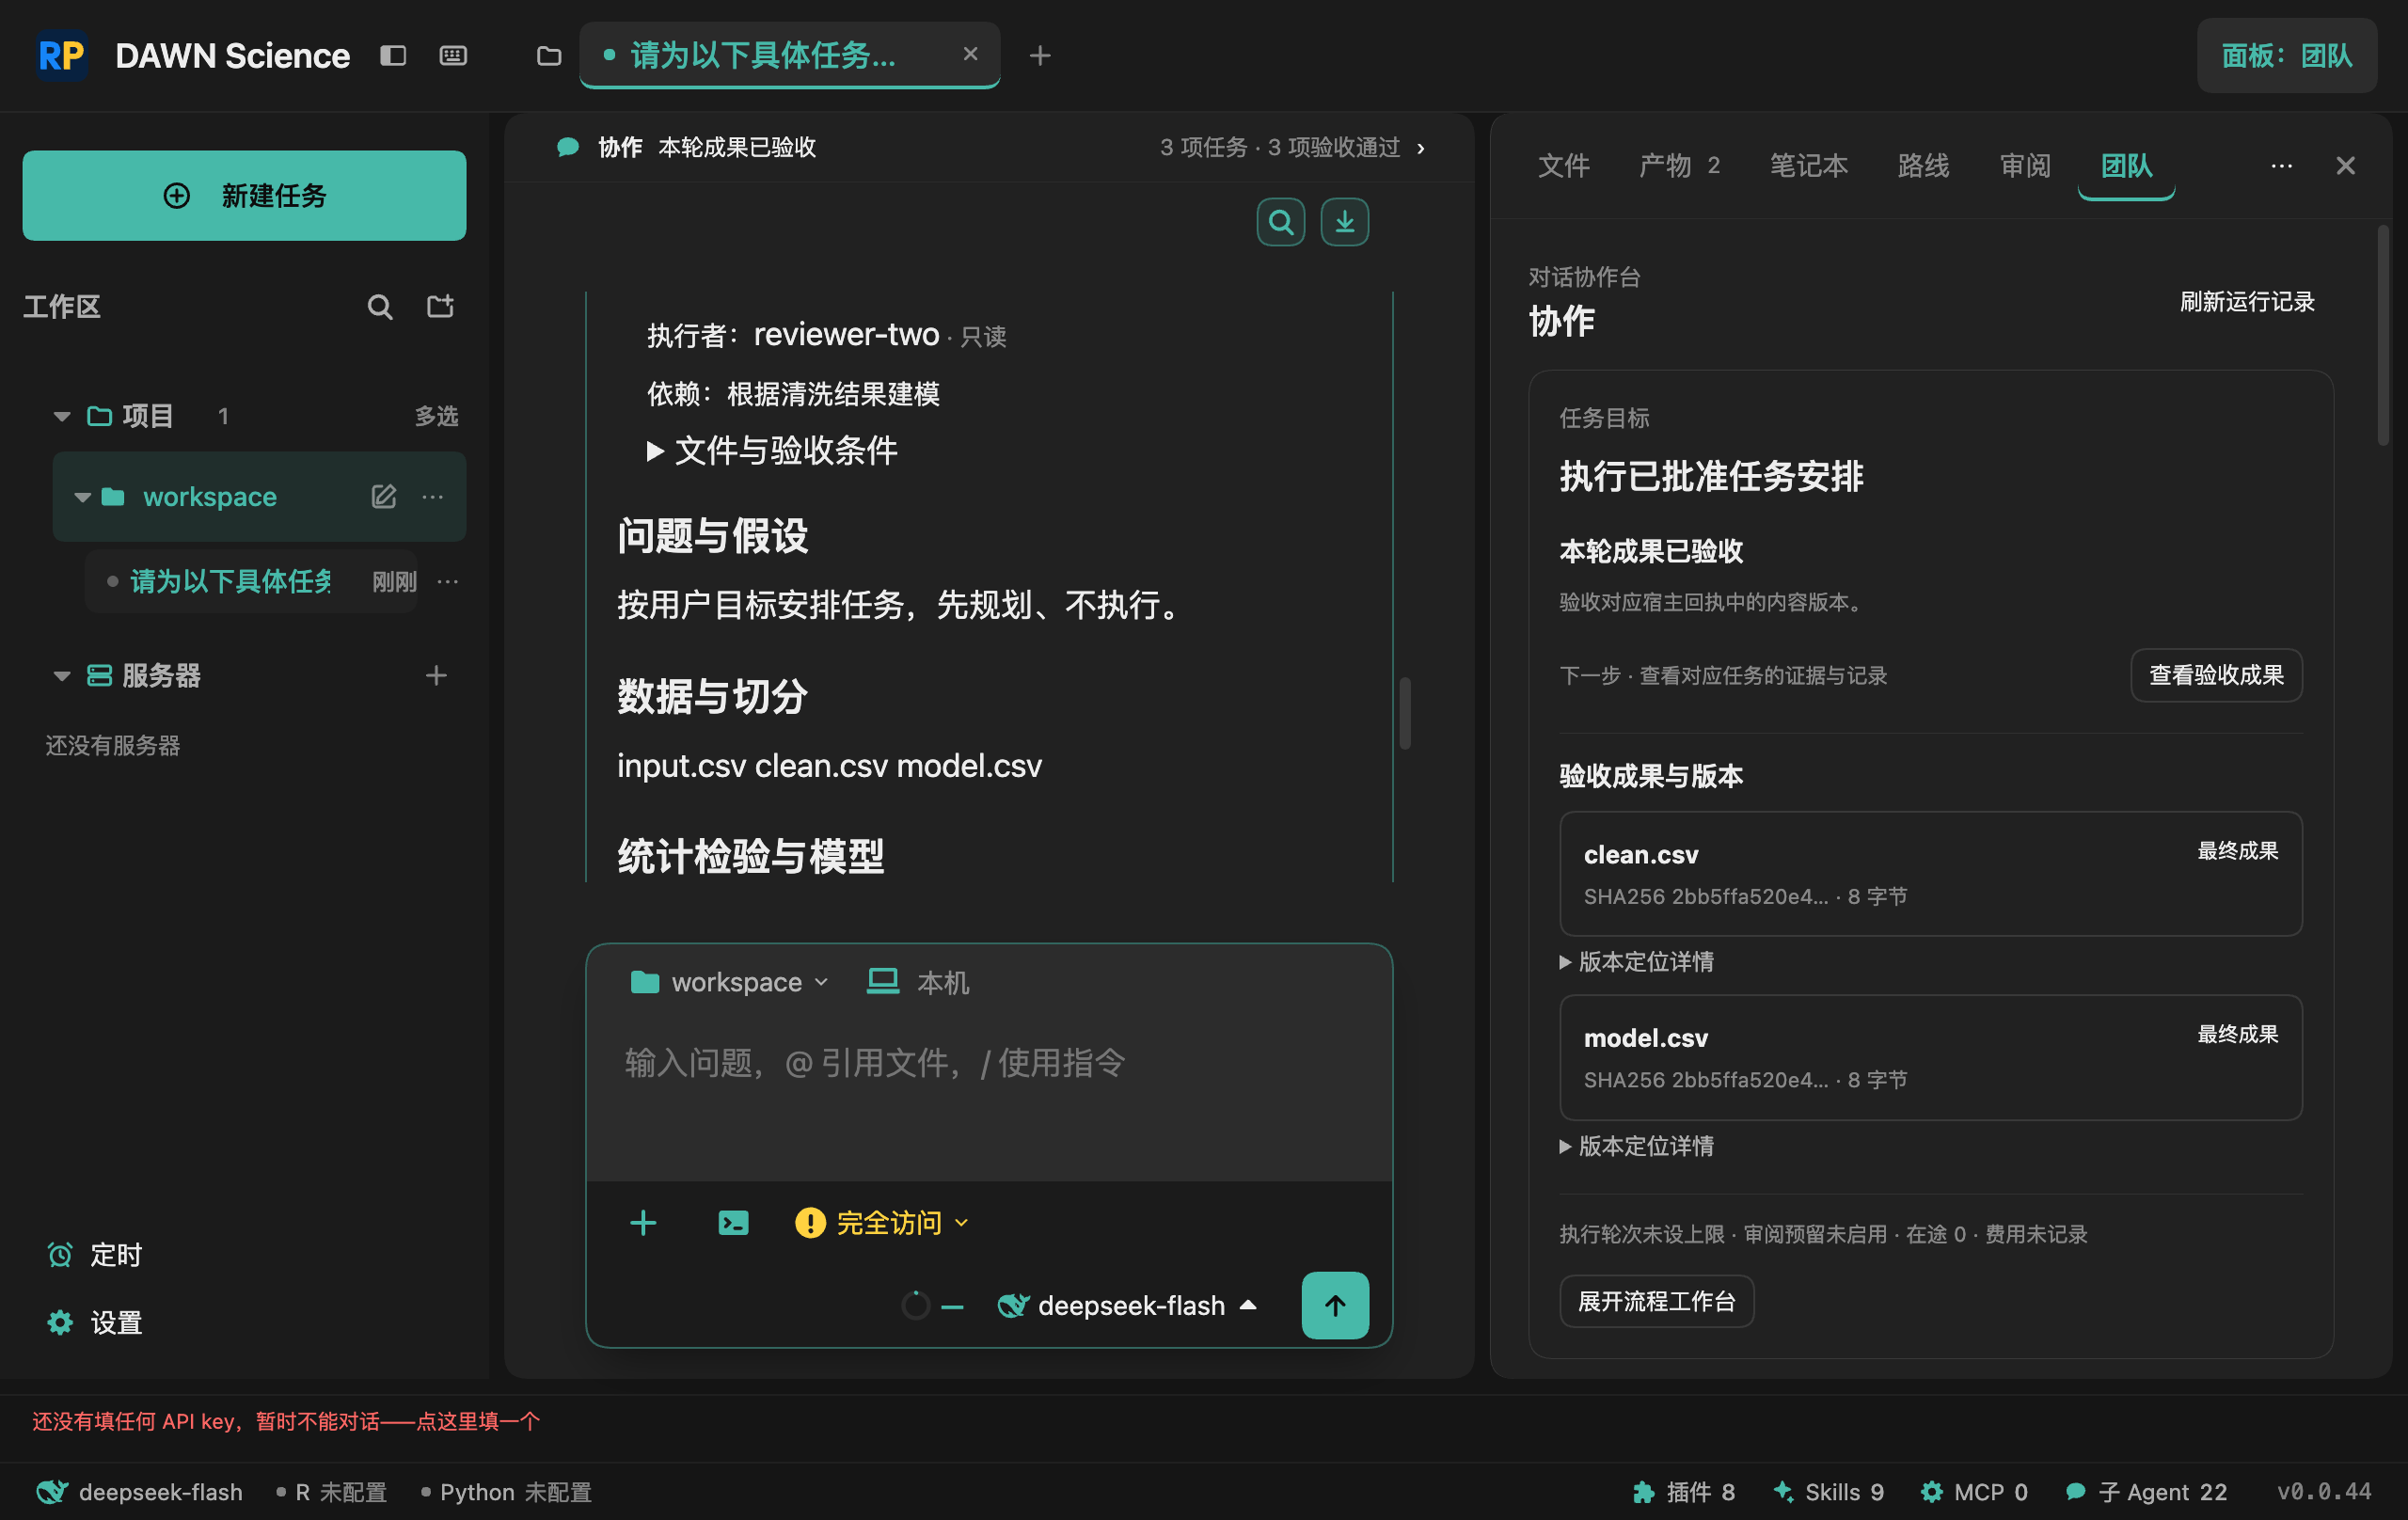 RP DAWN Science
请为以下具体任务...
面板：团队
新建任务
工作区
项目 1 多选
workspace
请为以下具体任务 刚刚
服务器
还没有服务器
定时
设置
协作 本轮成果已验收 3 项任务 · 3 项验收通过
执行者：reviewer-two · 只读
依赖：根据清洗结果建模
文件与验收条件
问题与假设
按用户目标安排任务，先规划、不执行。
数据与切分
input.csv clean.csv model.csv
统计检验与模型
workspace 本机
输入问题，@ 引用文件，/ 使用指令
完全访问
deepseek-flash
文件 产物 2 笔记本 路线 审阅 团队
对话协作台
协作
刷新运行记录
任务目标
执行已批准任务安排
本轮成果已验收
验收对应宿主回执中的内容版本。
下一步 · 查看对应任务的证据与记录
查看验收成果
验收成果与版本
clean.csv 最终成果
SHA256 2bb5ffa520e4... · 8 字节
版本定位详情
model.csv 最终成果
SHA256 2bb5ffa520e4... · 8 字节
版本定位详情
执行轮次未设上限 · 审阅预留未启用 · 在途 0 · 费用未记录
展开流程工作台
还没有填任何 API key，暂时不能对话——点这里填一个
deepseek-flash R 未配置 Python 未配置
插件 8 Skills 9 MCP 0 子 Agent 22 v0.0.44